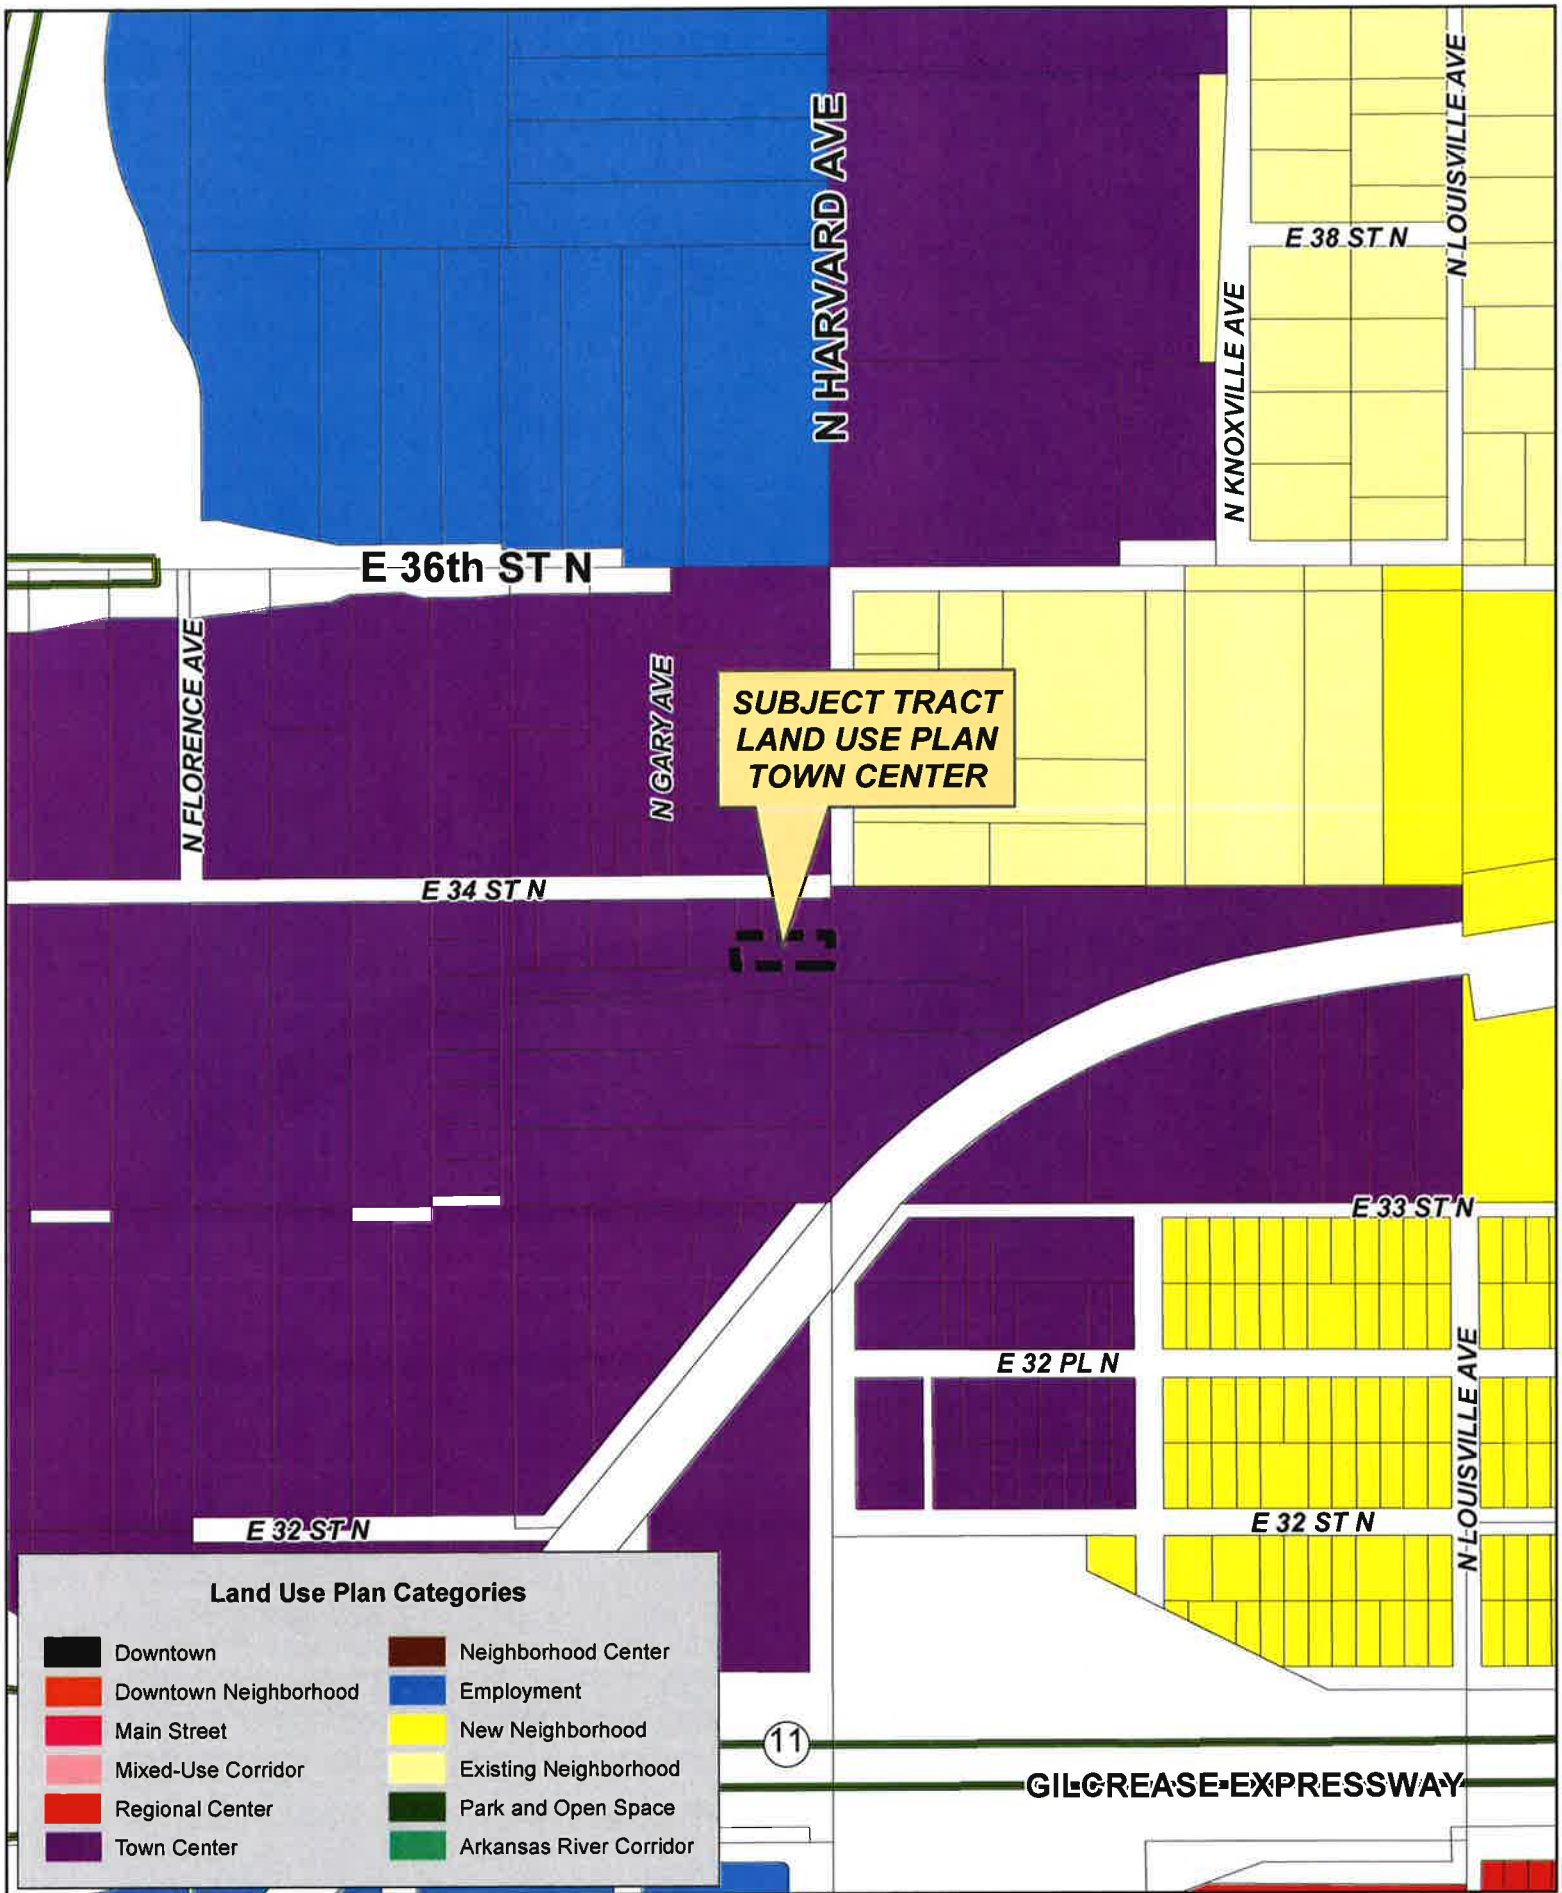 N HARVARD AVE
N LOUISVILLE AVE
E 38 ST N
N KNOXVILLE AVE
E 36th ST N
N FLORENCE AVE
N GARY AVE
SUBJECT TRACT
LAND USE PLAN
TOWN CENTER
E 34 ST N
E 33 ST N
E 32 PL N
N LOUISVILLE AVE
E 32 ST N
E 32 ST N
Land Use Plan Categories
Downtown
Downtown Neighborhood
Main Street
Mixed-Use Corridor
Regional Center
Town Center
Neighborhood Center
Employment
New Neighborhood
Existing Neighborhood
Park and Open Space
Arkansas River Corridor
11
GILCREASE EXPRESSWAY